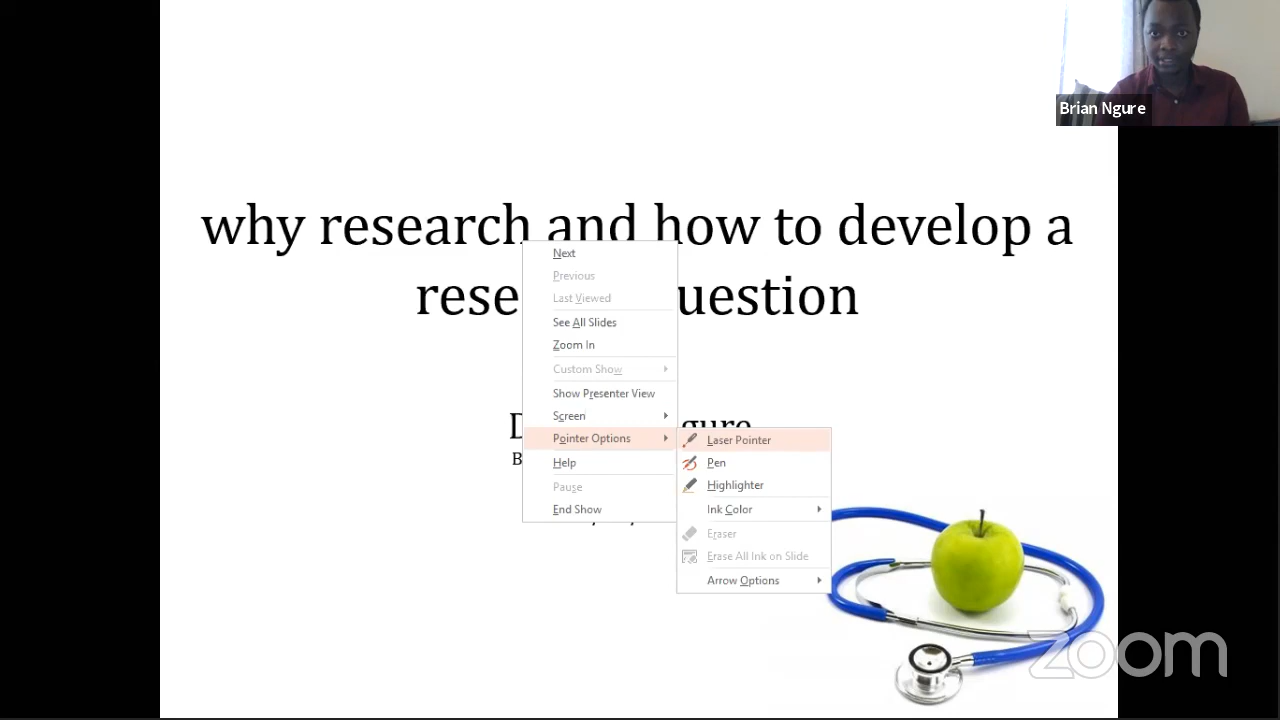 Brian Ngure
why research and how to develop a
question
Next
Previous
Last Viewed
See All Slides
Zoom In
Custom Show
Show Presenter View
Screen
Pointer Options
Help
Pause
End Show
Laser Pointer
Pen
Highlighter
Ink Color
Eraser
Erase All Ink on Slide
Arrow Options
zoom